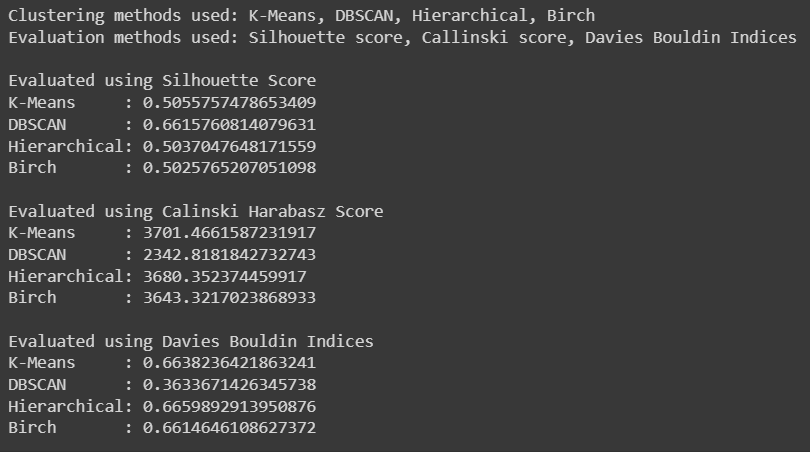 Clustering methods used: K-Means, DBSCAN, Hierarchical, Birch
Evaluation methods used: Silhouette score, Callinski score, Davies Bouldin Indices

Evaluated using Silhouette Score
K-Means     : 0.5055757478653409
DBSCAN      : 0.6615760814079631
Hierarchical: 0.5037047648171559
Birch       : 0.5025765207051098

Evaluated using Calinski Harabasz Score
K-Means     : 3701.4661587231917
DBSCAN      : 2342.8181842732743
Hierarchical: 3680.352374459917
Birch       : 3643.3217023868933

Evaluated using Davies Bouldin Indices
K-Means     : 0.6638236421863241
DBSCAN      : 0.3633671426345738
Hierarchical: 0.6659892913950876
Birch       : 0.6614646108627372